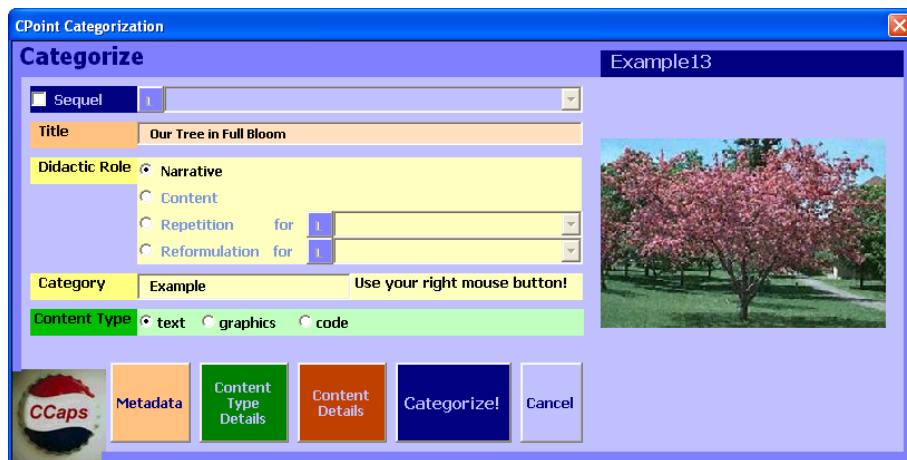 CPoint Categorization
Categorize
Example13
Sequel 1
Title Our Tree in Full Bloom
Didactic Role Narrative
Content
Repetition for 1
Reformulation for 1
Category Example Use your right mouse button!
Content Type text graphics code
CCaps
Metadata
Content
Type
Details
Content
Details
Categorize!
Cancel